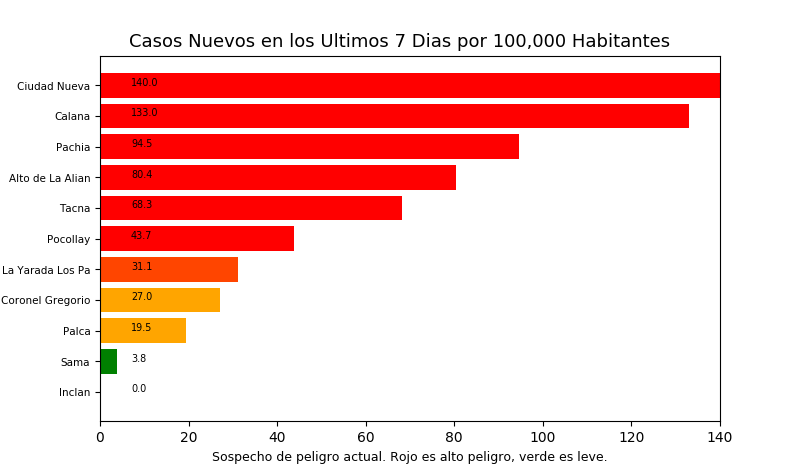 Casos Nuevos en los Ultimos 7 Dias por 100,000 Habitantes
Ciudad Nueva 140.0
Calana 133.0
Pachia 94.5
Alto de La Alian 80.4
Tacna 68.3
Pocollay 43.7
La Yarada Los Pa 31.1
Coronel Gregorio 27.0
Palca 19.5
Sama 3.8
Inclan 0.0
0 20 40 60 80 100 120 140
Sospecho de peligro actual. Rojo es alto peligro, verde es leve.